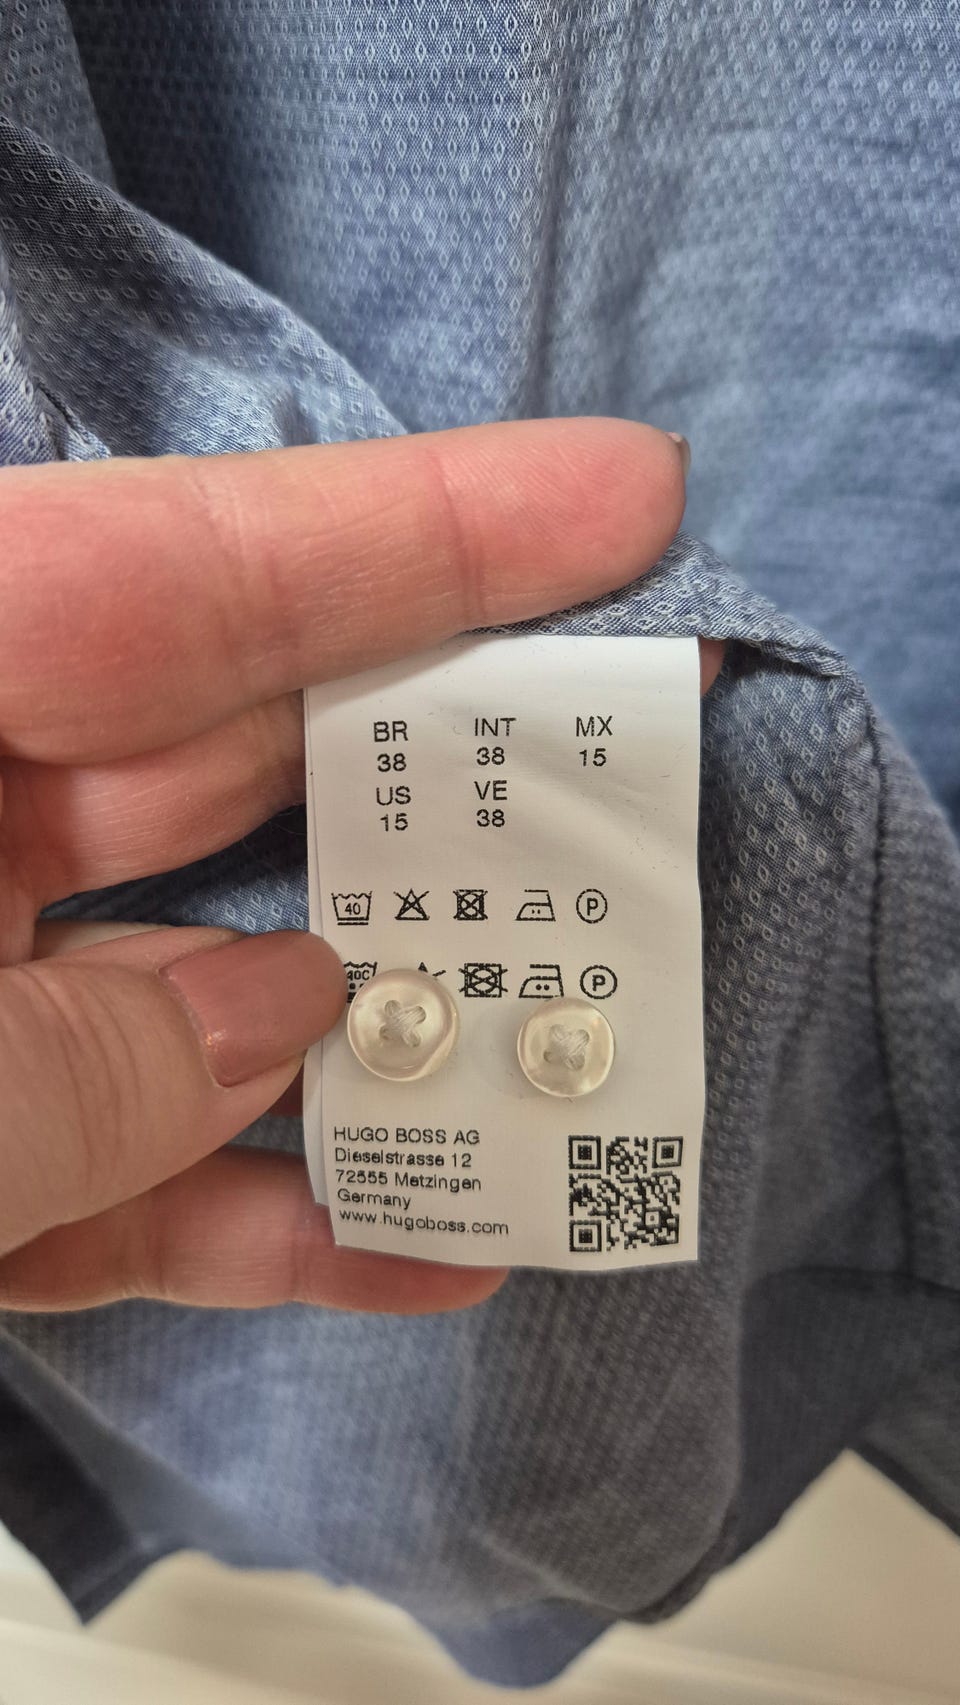 BR INT MX
38 38 15
US VE
15 38
40 P
40C P
HUGO BOSS AG
Dieselstrasse 12
72555 Metzingen
Germany
www.hugoboss.com